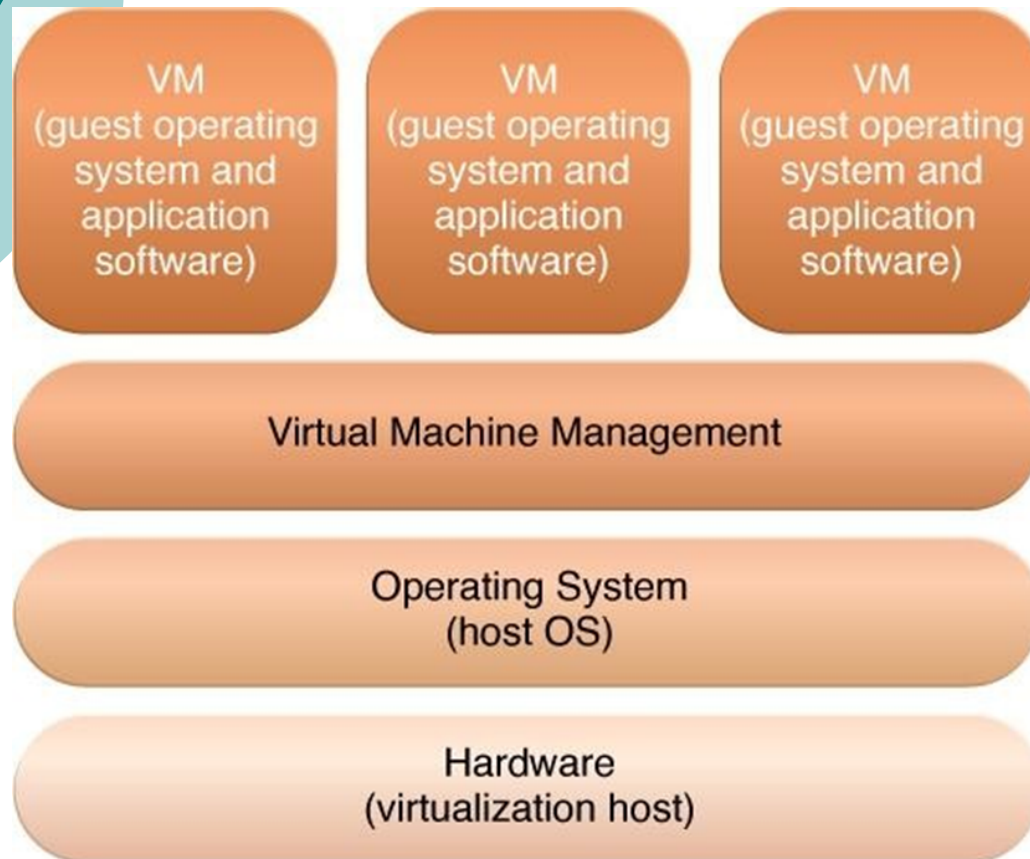 VM
(guest operating
system and
application
software)
VM
(guest operating
system and
application
software)
VM
(guest operating
system and
application
software)
Virtual Machine Management
Operating System
(host OS)
Hardware
(virtualization host)